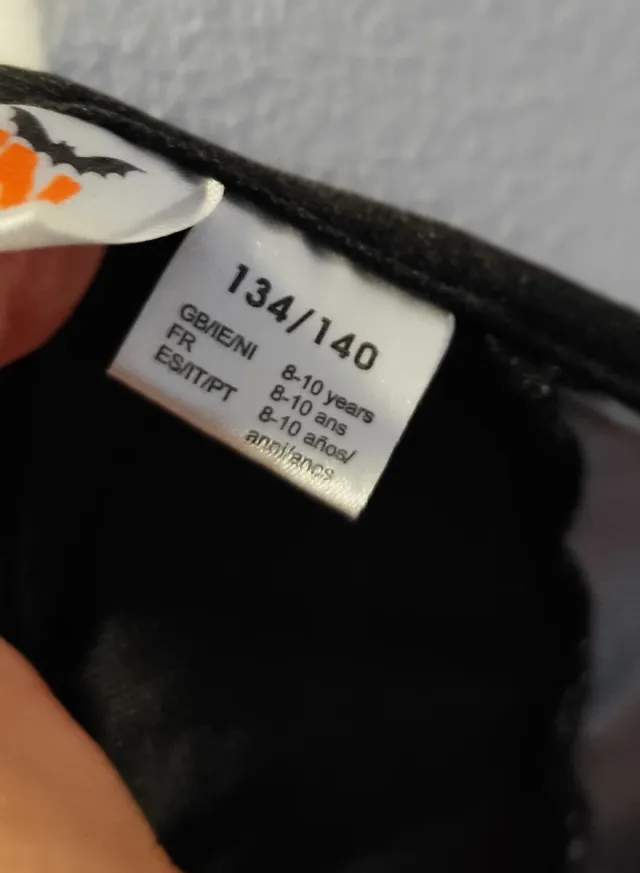 134/140
GB/IE/NI 8-10 years
FR 8-10 ans
ES/IT/PT 8-10 años/
anni/anos